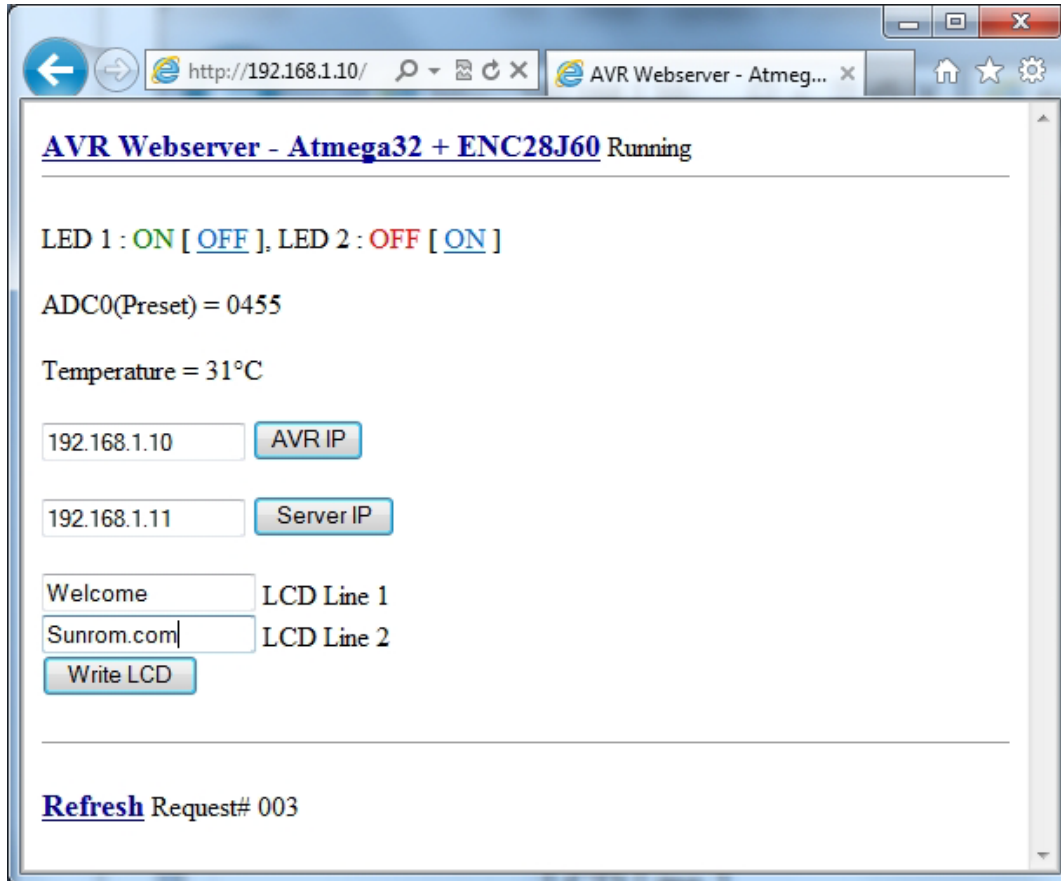 http://192.168.1.10/ AVR Webserver - Atmeg...
AVR Webserver - Atmega32 + ENC28J60 Running
LED 1 : ON [ OFF ], LED 2 : OFF [ ON ]
ADC0(Preset) = 0455
Temperature = 31°C
192.168.1.10 AVR IP
192.168.1.11 Server IP
Welcome LCD Line 1
Sunrom.com LCD Line 2
Write LCD
Refresh Request# 003